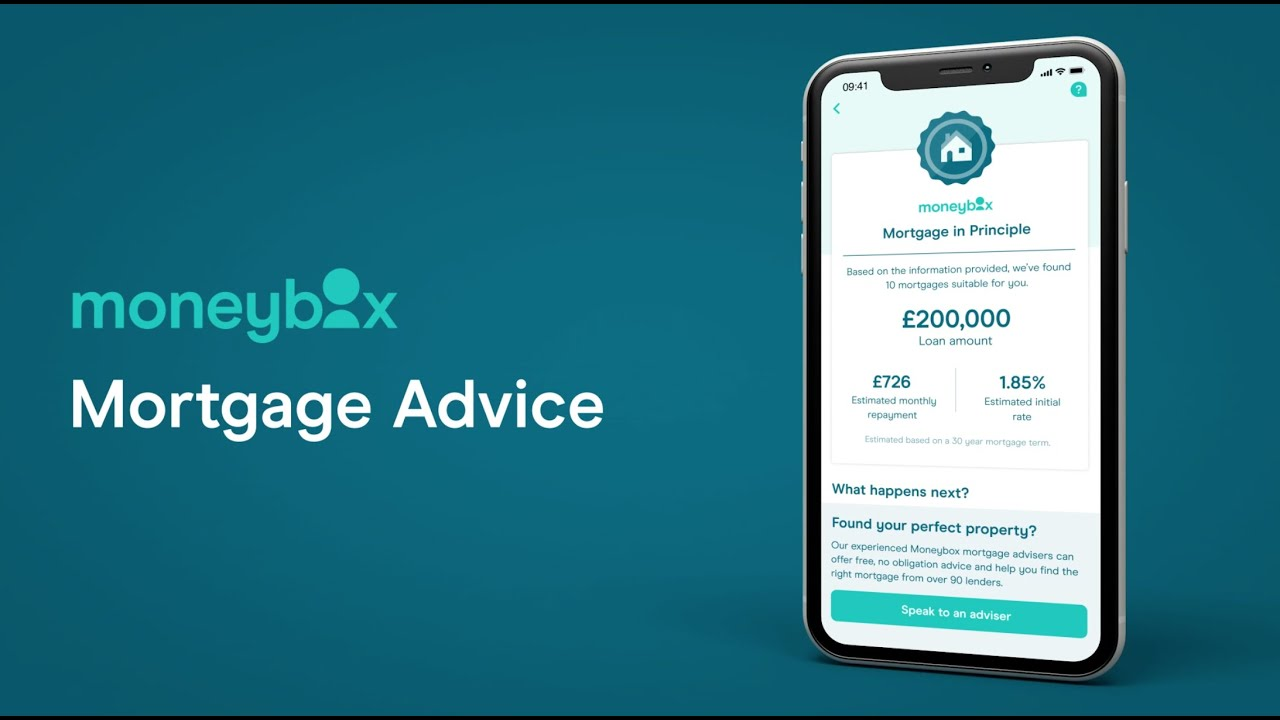 moneybox
Mortgage Advice
09:41
?
moneybox
Mortgage in Principle
Based on the information provided, we've found
10 mortgages suitable for you.
£200,000
Loan amount
£726
Estimated monthly
repayment
1.85%
Estimated initial
rate
Estimated based on a 30 year mortgage term.
What happens next?
Found your perfect property?
Our experienced Moneybox mortgage advisers can
offer free, no obligation advice and help you find the
right mortgage from over 90 lenders.
Speak to an adviser